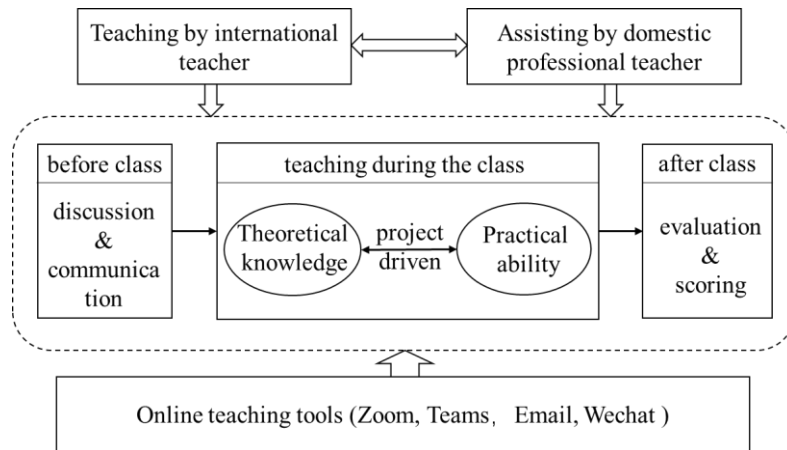 Teaching by international
teacher
Assisting by domestic
professional teacher
before class
discussion
&
communica
tion
teaching during the class
Theoretical
knowledge
project
driven
Practical
ability
after class
evaluation
&
scoring
Online teaching tools (Zoom, Teams， Email, Wechat )